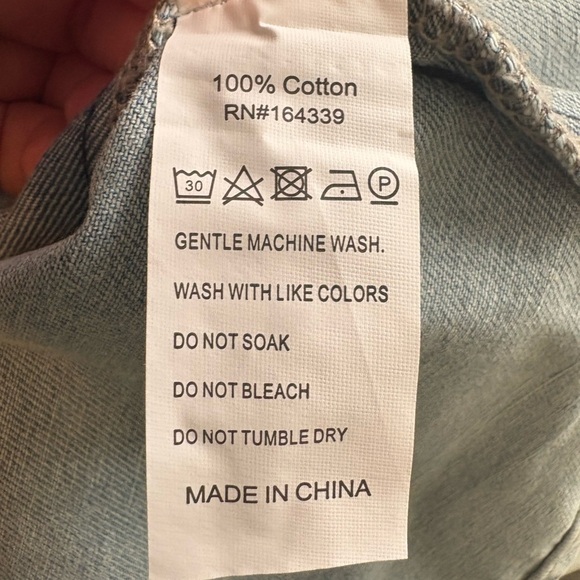 100% Cotton
RN#164339
30 P
GENTLE MACHINE WASH.
WASH WITH LIKE COLORS
DO NOT SOAK
DO NOT BLEACH
DO NOT TUMBLE DRY
MADE IN CHINA